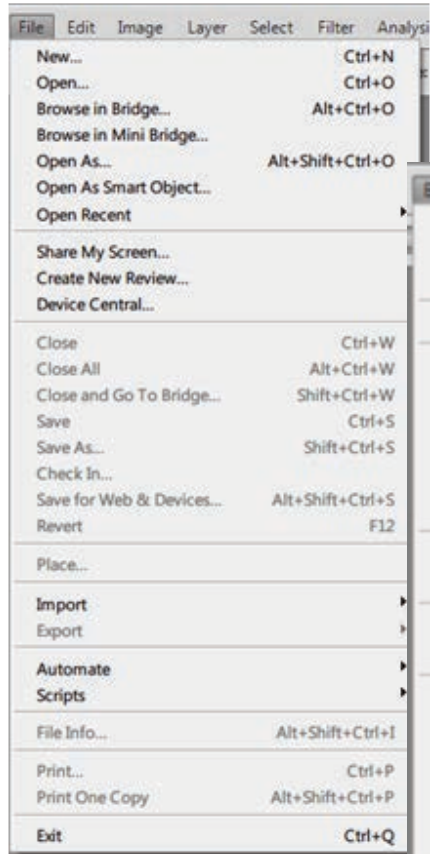 File Edit Image Layer Select Filter Analysi
New... Ctrl+N
Open... Ctrl+O
Browse in Bridge... Alt+Ctrl+O
Browse in Mini Bridge...
Open As... Alt+Shift+Ctrl+O
Open As Smart Object...
Open Recent
Share My Screen...
Create New Review...
Device Central...
Close Ctrl+W
Close All Alt+Ctrl+W
Close and Go To Bridge... Shift+Ctrl+W
Save Ctrl+S
Save As... Shift+Ctrl+S
Check In...
Save for Web & Devices... Alt+Shift+Ctrl+S
Revert F12
Place...
Import
Export
Automate
Scripts
File Info... Alt+Shift+Ctrl+I
Print... Ctrl+P
Print One Copy Alt+Shift+Ctrl+P
Exit Ctrl+Q